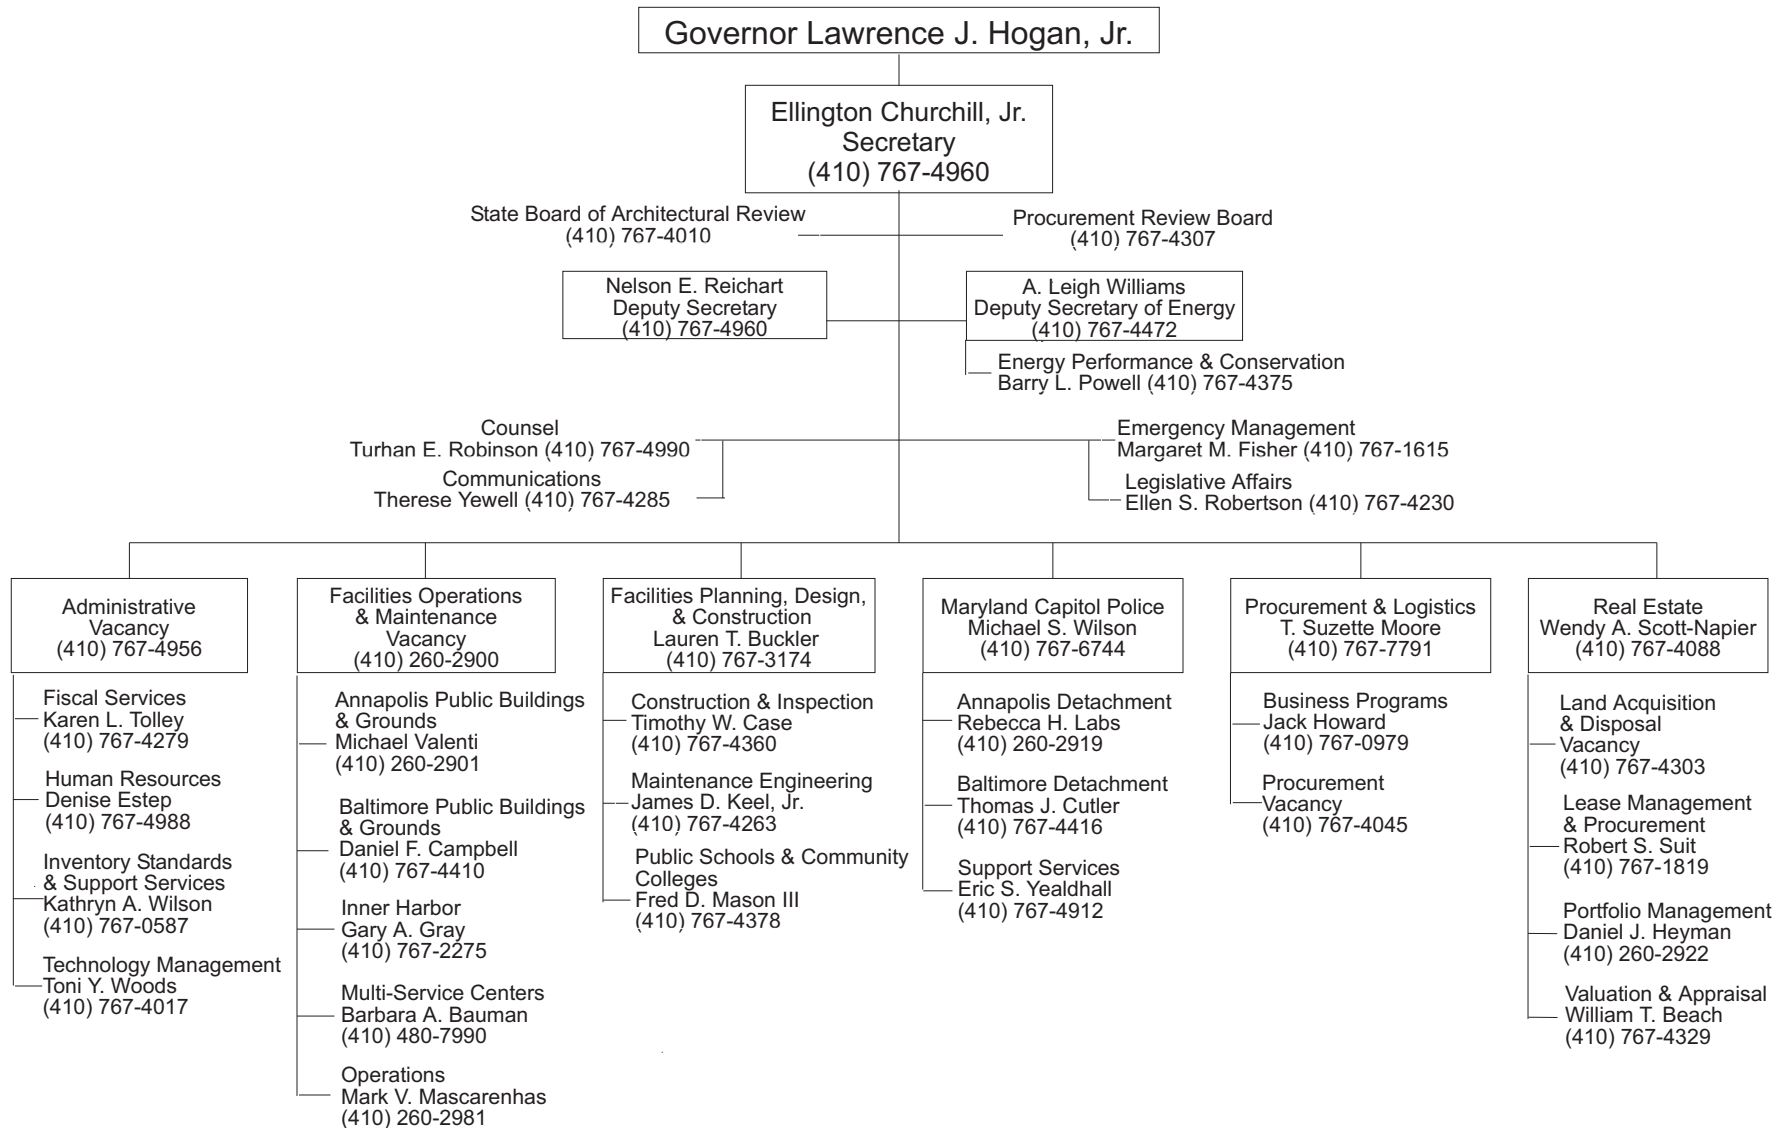 Governor Lawrence J. Hogan, Jr.
Ellington Churchill, Jr.
Secretary
(410) 767-4960
State Board of Architectural Review
(410) 767-4010
Procurement Review Board
(410) 767-4307
Nelson E. Reichart
Deputy Secretary
(410) 767-4960
A. Leigh Williams
Deputy Secretary of Energy
(410) 767-4472
Energy Performance & Conservation
Barry L. Powell (410) 767-4375
Counsel
Turhan E. Robinson (410) 767-4990
Communications
Therese Yewell (410) 767-4285
Emergency Management
Margaret M. Fisher (410) 767-1615
Legislative Affairs
Ellen S. Robertson (410) 767-4230
Administrative
Vacancy
(410) 767-4956
Fiscal Services
Karen L. Tolley
(410) 767-4279
Human Resources
Denise Estep
(410) 767-4988
Inventory Standards
& Support Services
Kathryn A. Wilson
(410) 767-0587
Technology Management
Toni Y. Woods
(410) 767-4017
Facilities Operations
& Maintenance
Vacancy
(410) 260-2900
Annapolis Public Buildings
& Grounds
Michael Valenti
(410) 260-2901
Baltimore Public Buildings
& Grounds
Daniel F. Campbell
(410) 767-4410
Inner Harbor
Gary A. Gray
(410) 767-2275
Multi-Service Centers
Barbara A. Bauman
(410) 480-7990
Operations
Mark V. Mascarenhas
(410) 260-2981
Facilities Planning, Design,
& Construction
Lauren T. Buckler
(410) 767-3174
Construction & Inspection
Timothy W. Case
(410) 767-4360
Maintenance Engineering
James D. Keel, Jr.
(410) 767-4263
Public Schools & Community
Colleges
Fred D. Mason III
(410) 767-4378
Maryland Capitol Police
Michael S. Wilson
(410) 767-6744
Annapolis Detachment
Rebecca H. Labs
(410) 260-2919
Baltimore Detachment
Thomas J. Cutler
(410) 767-4416
Support Services
Eric S. Yealdhall
(410) 767-4912
Procurement & Logistics
T. Suzette Moore
(410) 767-7791
Business Programs
Jack Howard
(410) 767-0979
Procurement
Vacancy
(410) 767-4045
Real Estate
Wendy A. Scott-Napier
(410) 767-4088
Land Acquisition
& Disposal
Vacancy
(410) 767-4303
Lease Management
& Procurement
Robert S. Suit
(410) 767-1819
Portfolio Management
Daniel J. Heyman
(410) 260-2922
Valuation & Appraisal
William T. Beach
(410) 767-4329